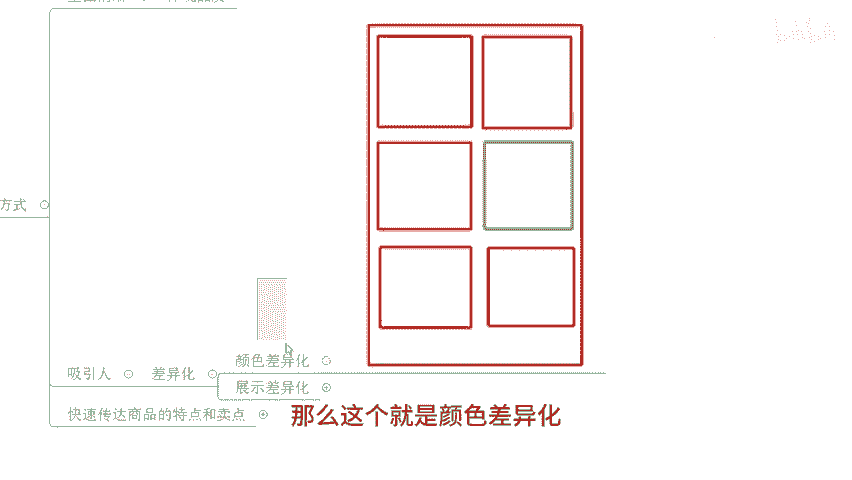 方式
颜色差异化
吸引人
差异化
展示差异化
快速传达商品的特点和卖点
那么这个就是颜色差异化